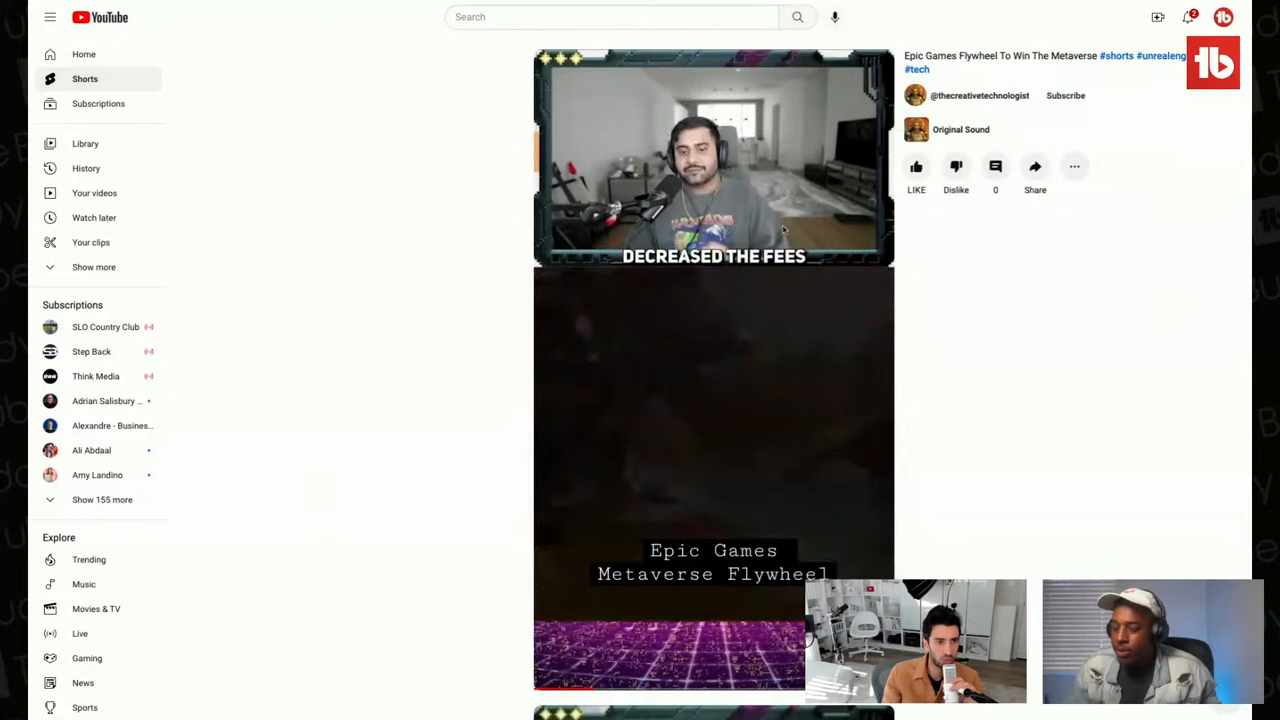 YouTube
Search
2
Home
Shorts
Subscriptions
Library
History
Your videos
Watch later
Your clips
Show more
Subscriptions
SLO Country Club
Step Back
Think Media
Adrian Salisbury ...
Alexandre - Busines...
Ali Abdaal
Amy Landino
Show 155 more
Explore
Trending
Music
Movies & TV
Live
Gaming
News
Sports
DECREASED THE FEES
Epic Games
Metaverse Flywheel
Epic Games Flywheel To Win The Metaverse #shorts #unrealeng
#tech
@thecreativetechnologist Subscribe
Original Sound
LIKE Dislike 0 Share